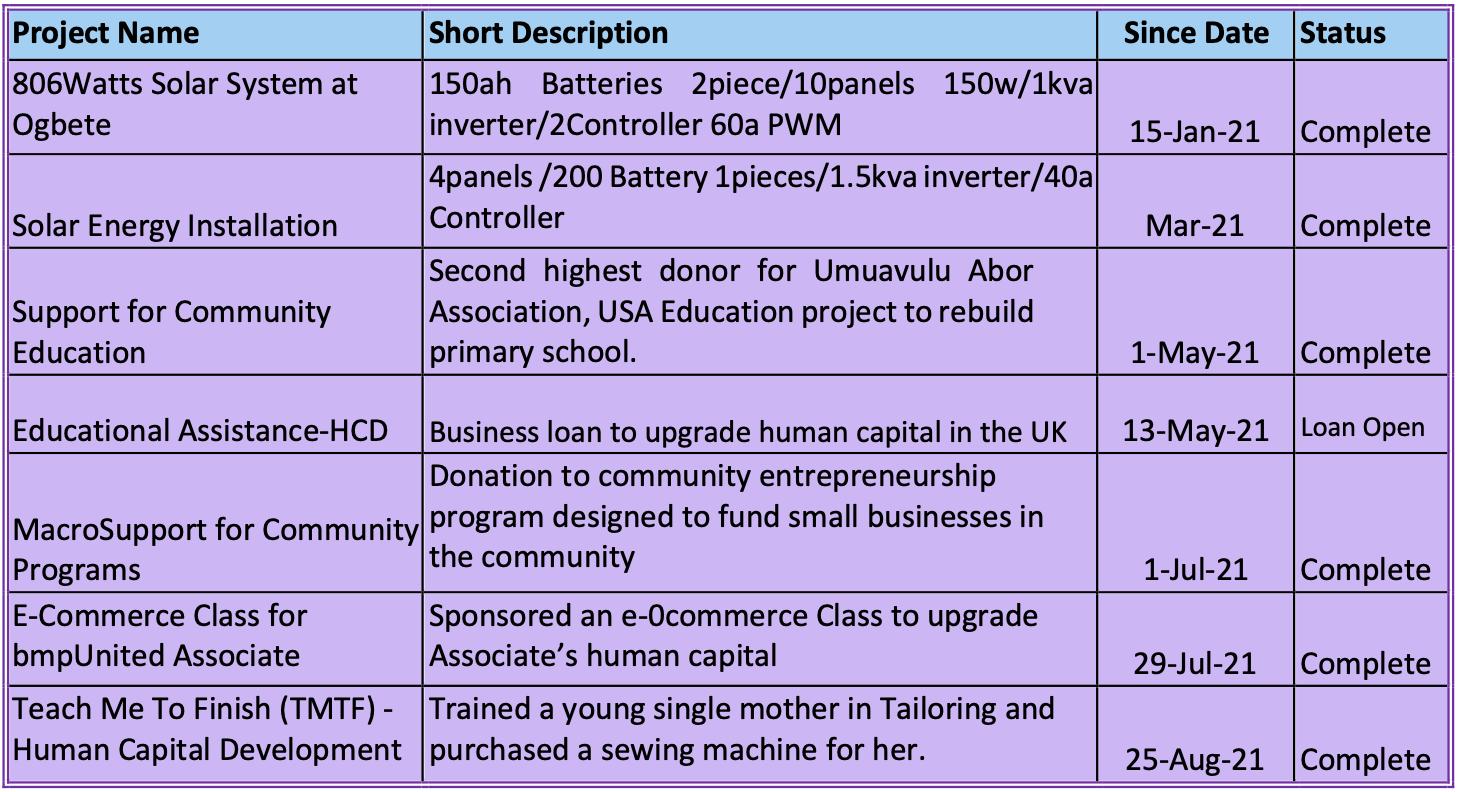 Project Name Short Description Since Date Status
806Watts Solar System at
Ogbete
150ah Batteries 2piece/10panels 150w/1kva
inverter/2Controller 60a PWM
15-Jan-21 Complete
Solar Energy Installation
4panels /200 Battery 1pieces/1.5kva inverter/40a
Controller
Mar-21 Complete
Support for Community
Education
Second highest donor for Umuavulu Abor
Association, USA Education project to rebuild
primary school.
1-May-21 Complete
Educational Assistance-HCD
Business loan to upgrade human capital in the UK
13-May-21 Loan Open
MacroSupport for Community
Programs
Donation to community entrepreneurship
program designed to fund small businesses in
the community
1-Jul-21 Complete
E-Commerce Class for
bmpUnited Associate
Sponsored an e-0commerce Class to upgrade
Associate’s human capital
29-Jul-21 Complete
Teach Me To Finish (TMTF) -
Human Capital Development
Trained a young single mother in Tailoring and
purchased a sewing machine for her.
25-Aug-21 Complete